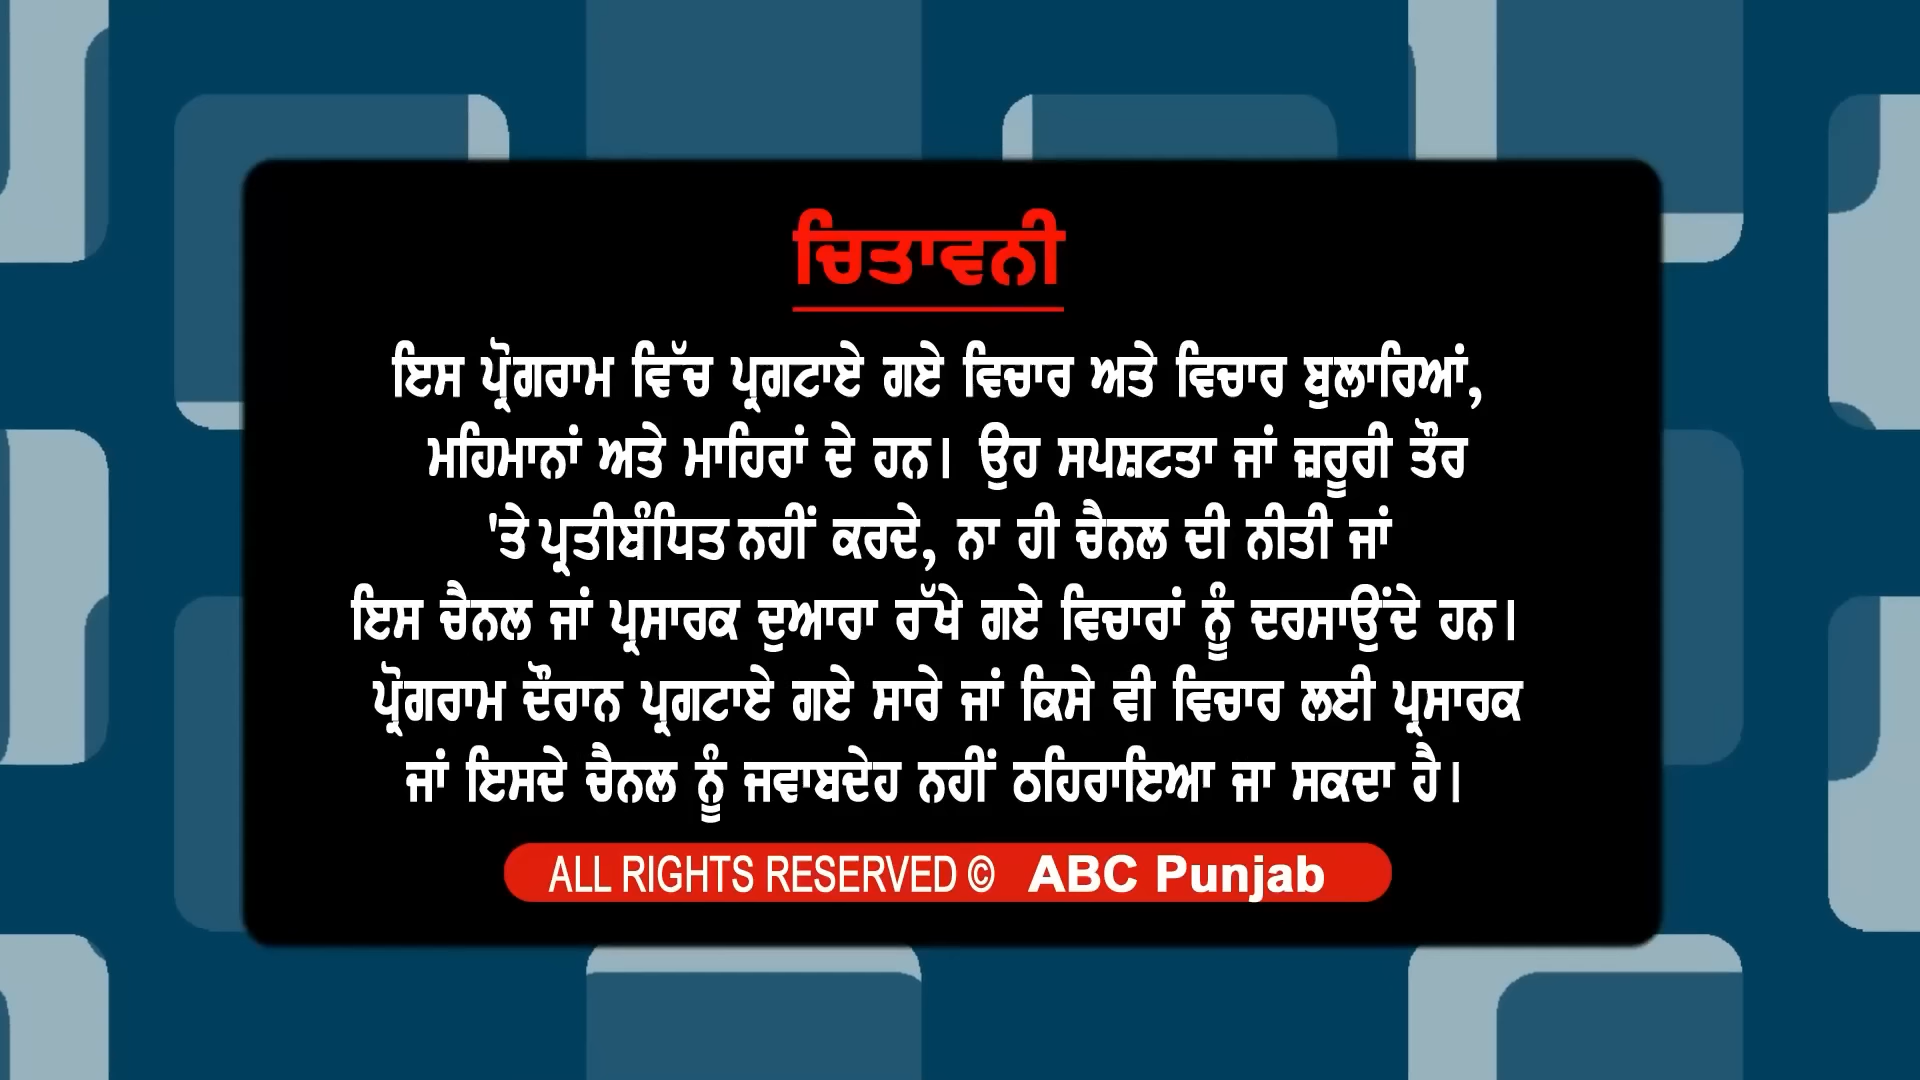 ਚਿਤਾਵਨੀ
ਇਸ ਪ੍ਰੋਗਰਾਮ ਵਿੱਚ ਪ੍ਰਗਟਾਏ ਗਏ ਵਿਚਾਰ ਅਤੇ ਵਿਚਾਰ ਬੁਲਾਰਿਆਂ,
ਮਹਿਮਾਨਾਂ ਅਤੇ ਮਾਹਿਰਾਂ ਦੇ ਹਨ। ਉਹ ਸਪਸ਼ਟਤਾ ਜਾਂ ਜ਼ਰੂਰੀ ਤੌਰ
'ਤੇ ਪ੍ਰਤੀਬੰਧਿਤ ਨਹੀਂ ਕਰਦੇ, ਨਾ ਹੀ ਚੈਨਲ ਦੀ ਨੀਤੀ ਜਾਂ
ਇਸ ਚੈਨਲ ਜਾਂ ਪ੍ਰਸਾਰਕ ਦੁਆਰਾ ਰੱਖੇ ਗਏ ਵਿਚਾਰਾਂ ਨੂੰ ਦਰਸਾਉਂਦੇ ਹਨ।
ਪ੍ਰੋਗਰਾਮ ਦੌਰਾਨ ਪ੍ਰਗਟਾਏ ਗਏ ਸਾਰੇ ਜਾਂ ਕਿਸੇ ਵੀ ਵਿਚਾਰ ਲਈ ਪ੍ਰਸਾਰਕ
ਜਾਂ ਇਸਦੇ ਚੈਨਲ ਨੂੰ ਜਵਾਬਦੇਹ ਨਹੀਂ ਠਹਿਰਾਇਆ ਜਾ ਸਕਦਾ ਹੈ।
ALL RIGHTS RESERVED © ABC Punjab